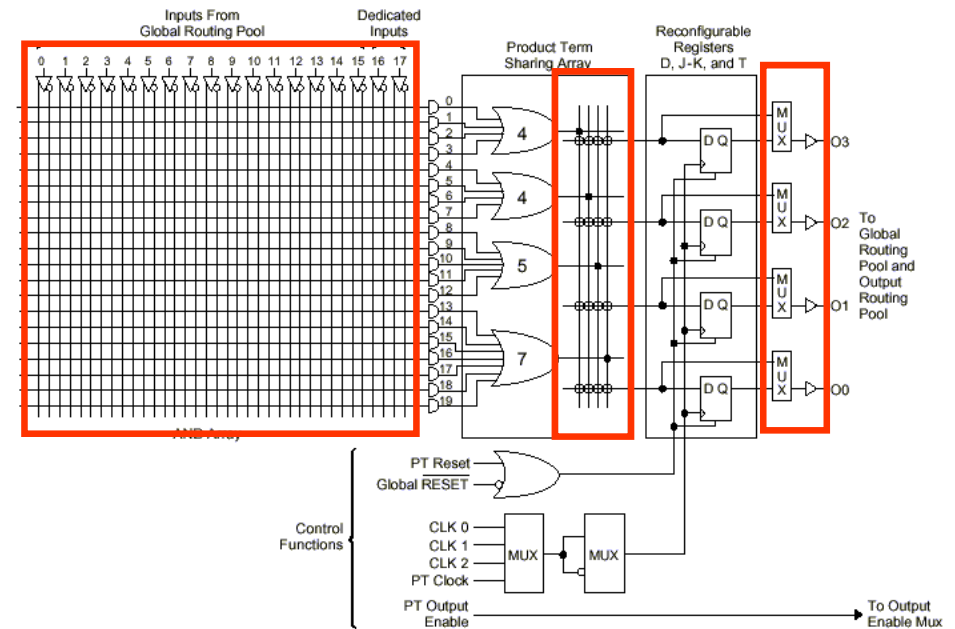 Inputs From
Global Routing Pool
Dedicated
Inputs
0 1 2 3 4 5 6 7 8 9 10 11 12 13 14 15 16 17
Product Term
Sharing Array
Reconfigurable
Registers
D, J-K, and T
0
1
2
3
4
5
6
7
8
9
10
11
12
13
14
15
16
17
18
19
4
4
5
7
D Q
D Q
D Q
D Q
MUX
MUX
MUX
MUX
O3
O2
O1
O0
To
Global
Routing
Pool and
Output
Routing
Pool
AND Array
Control
Functions
PT Reset
Global RESET
CLK 0
CLK 1
CLK 2
PT Clock
MUX
MUX
PT Output
Enable
To Output
Enable Mux